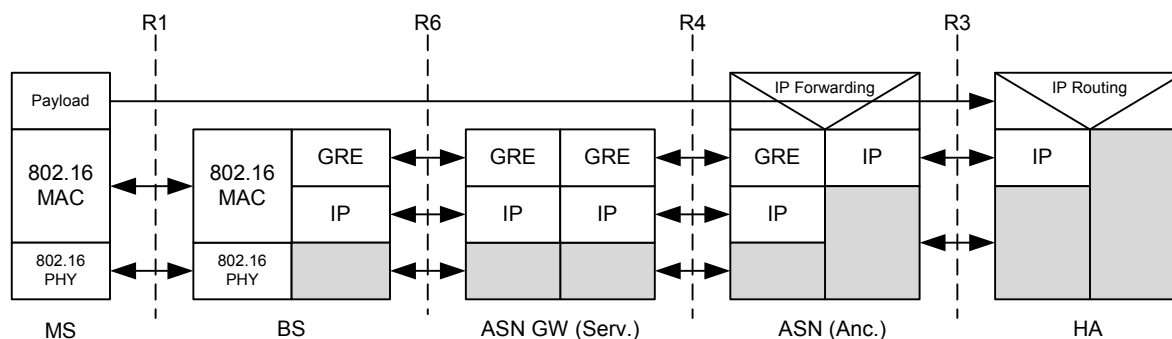 R1 R6 R4 R3
Payload IP Forwarding IP Routing
802.16
MAC
802.16
MAC
GRE GRE GRE GRE IP IP
IP IP IP IP
802.16
PHY
802.16
PHY
MS BS ASN GW (Serv.) ASN (Anc.) HA